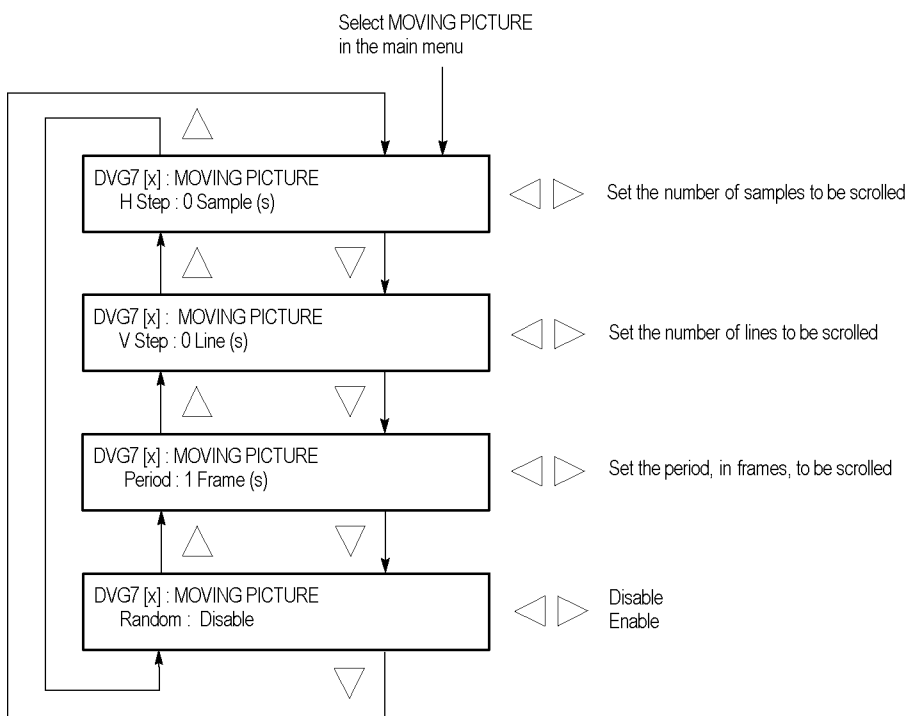 Select MOVING PICTURE
in the main menu
DVG7 [x] : MOVING PICTURE
H Step : 0 Sample (s)
Set the number of samples to be scrolled
DVG7 [x] :  MOVING PICTURE
V Step : 0 Line (s)
Set the number of lines to be scrolled
DVG7 [x] : MOVING PICTURE
Period : 1 Frame (s)
Set the period, in frames, to be scrolled
DVG7 [x] : MOVING PICTURE
Random :  Disable
Disable
Enable